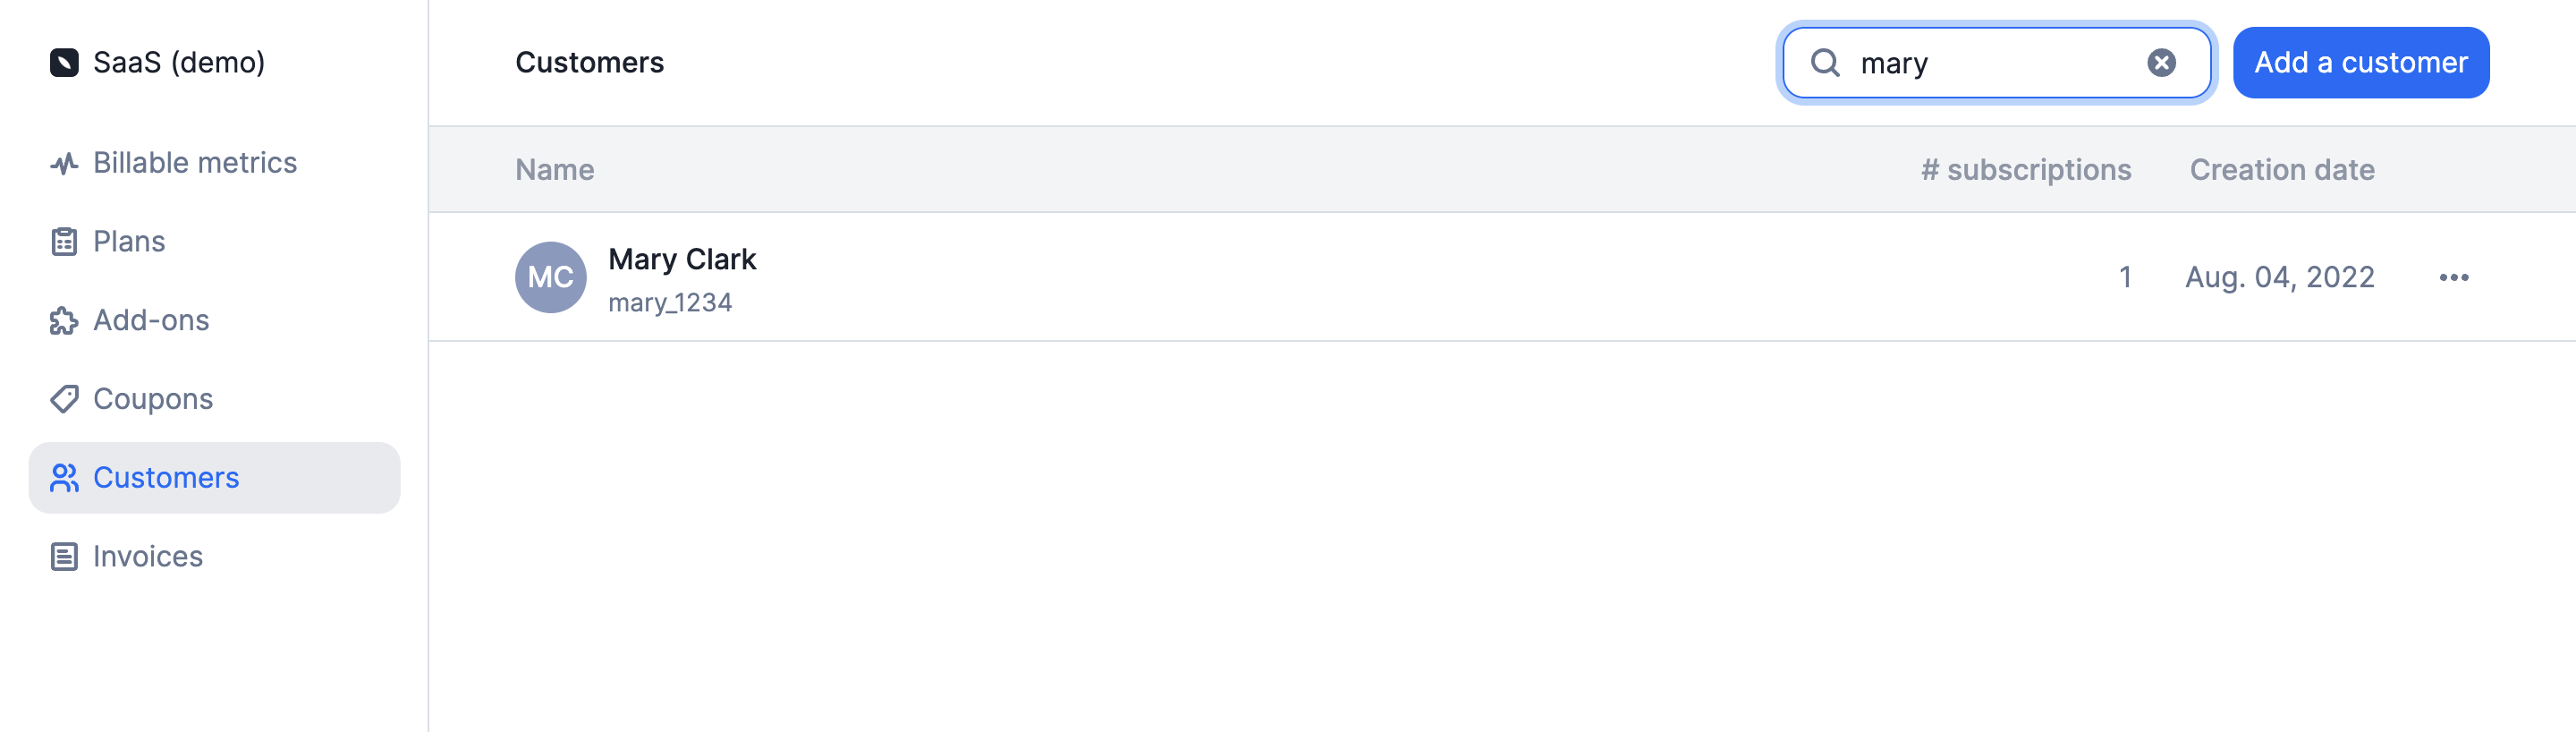 SaaS (demo)
Billable metrics
Plans
Add-ons
Coupons
Customers
Invoices
Customers
mary
Add a customer
Name # subscriptions Creation date
MC Mary Clark
mary_1234
1 Aug. 04, 2022